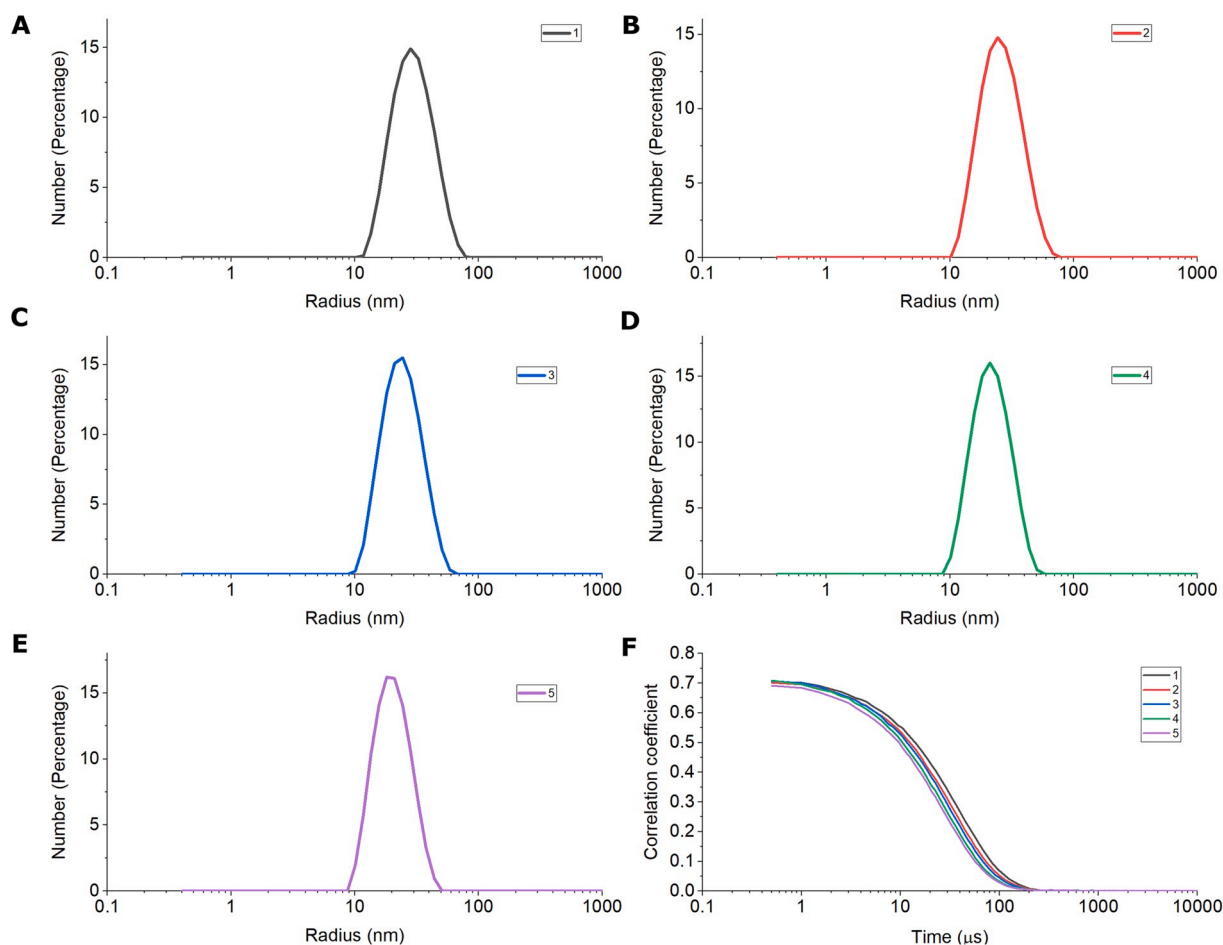 A
1
15
10
5
0
Number (Percentage)
0.1 1 10 100 1000
Radius (nm)
B
2
15
10
5
0
Number (Percentage)
0.1 1 10 100 1000
Radius (nm)
C
3
15
10
5
0
Number (Percentage)
0.1 1 10 100 1000
Radius (nm)
D
4
15
10
5
0
Number (Percentage)
0.1 1 10 100 1000
Radius (nm)
E
5
15
10
5
0
Number (Percentage)
0.1 1 10 100 1000
Radius (nm)
F
1
2
3
4
5
0.8
0.7
0.6
0.5
0.4
0.3
0.2
0.1
0.0
Correlation coefficient
0.1 1 10 100 1000 10000
Time (μs)